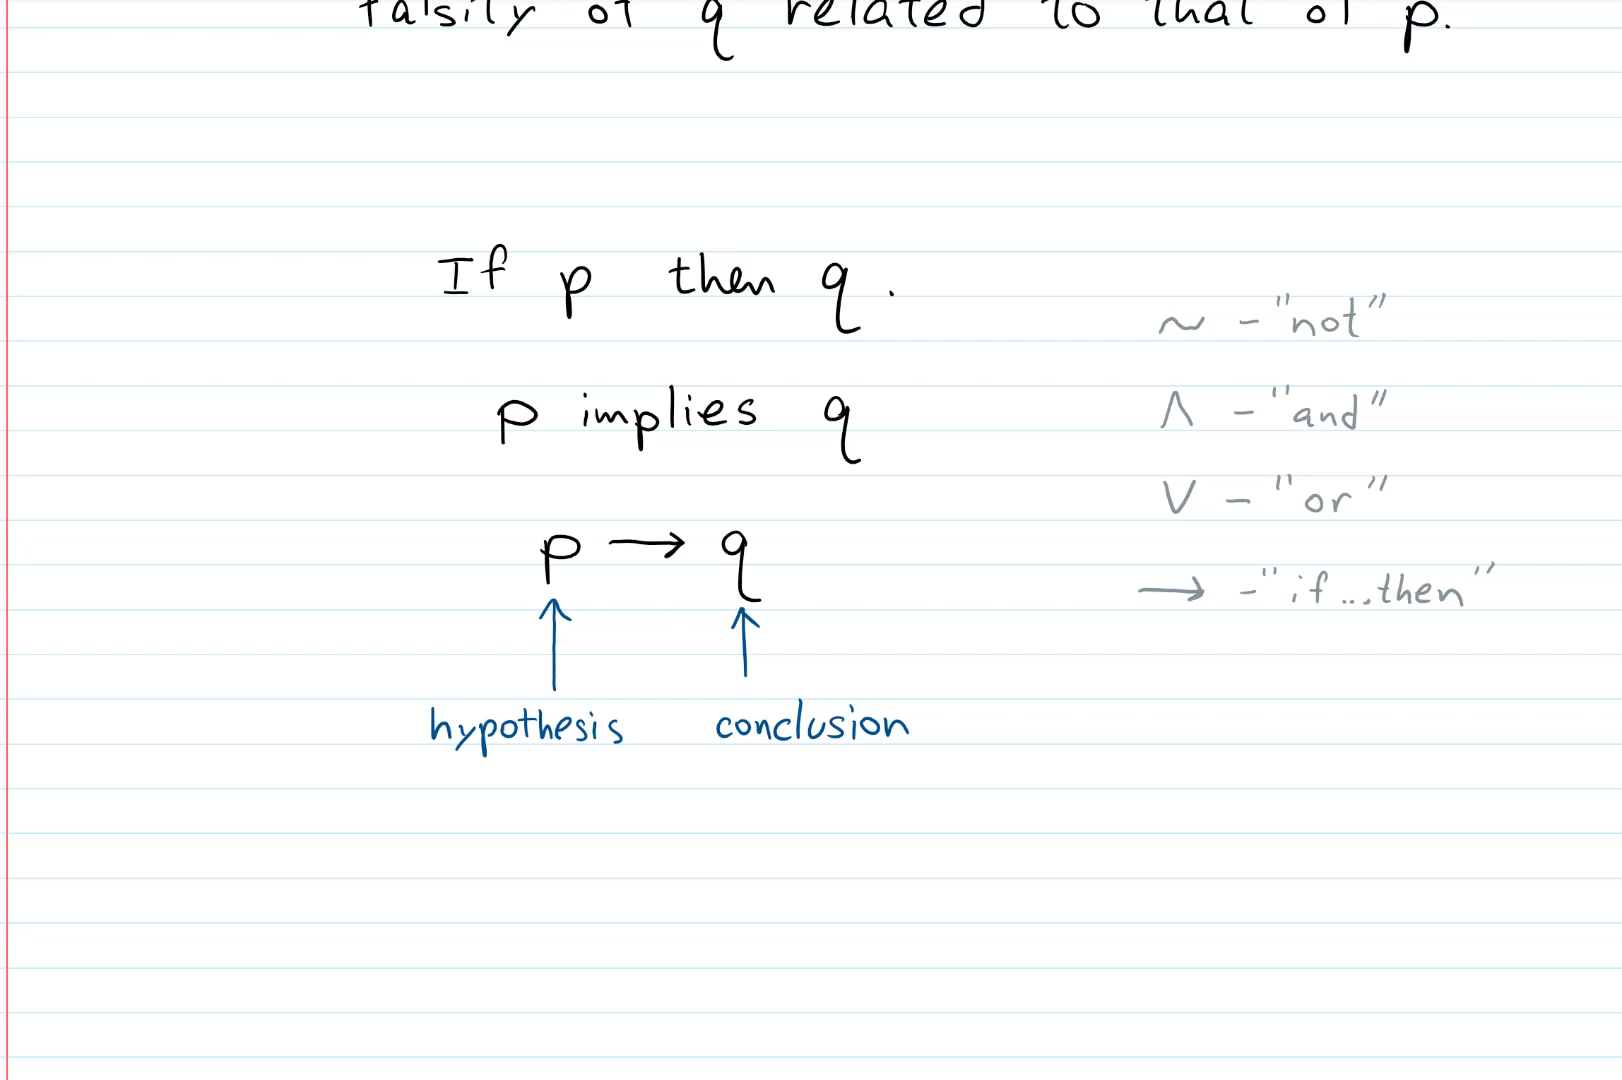 falsity of q related to that of p.
If p then q.
p implies q
p → q
hypothesis conclusion
~ - "not"
∧ - "and"
∨ - "or"
→ - "if...then"